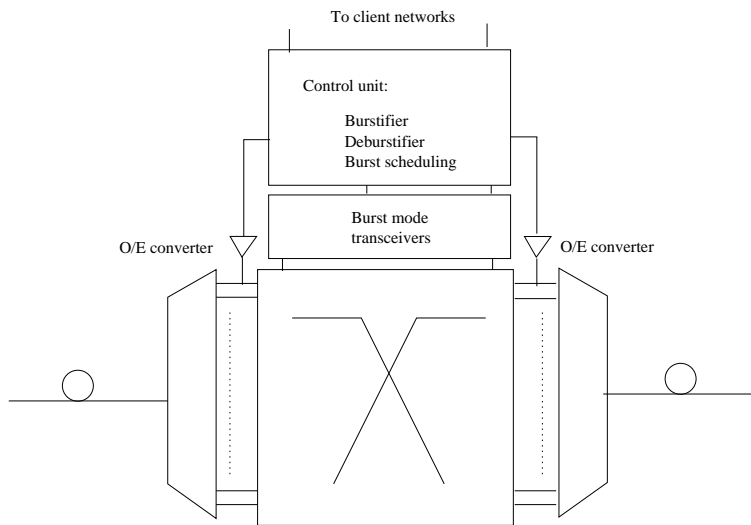 To client networks
Control unit:
Burstifier
Deburstifier
Burst scheduling
Burst mode
transceivers
O/E converter
O/E converter